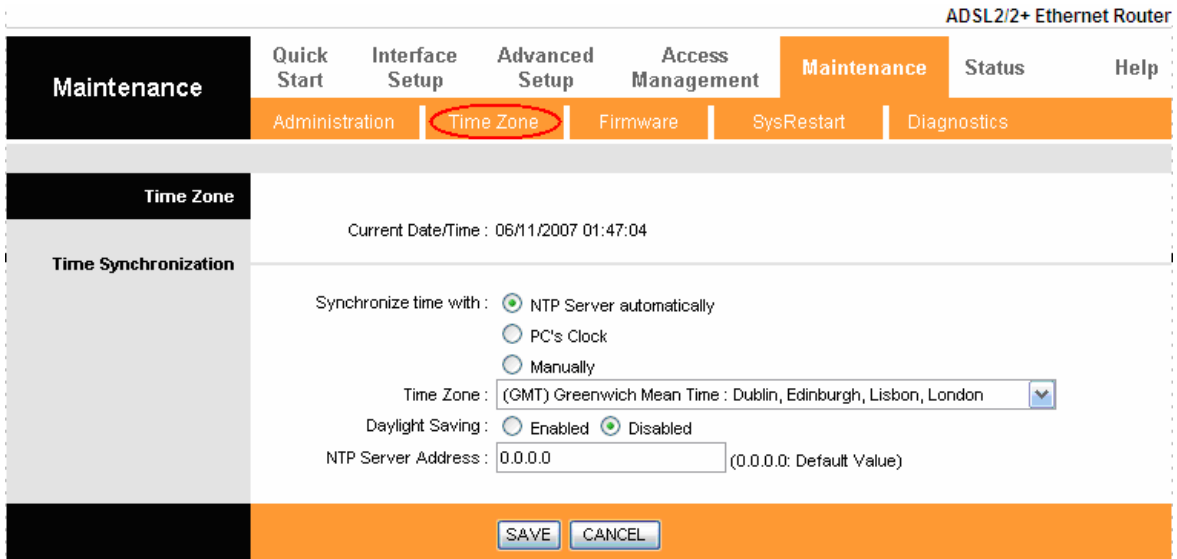 ADSL2/2+ Ethernet Router
Maintenance
Quick Start
Interface Setup
Advanced Setup
Access Management
Maintenance
Status
Help
Administration
Time Zone
Firmware
SysRestart
Diagnostics
Time Zone
Current Date/Time : 06/11/2007 01:47:04
Time Synchronization
Synchronize time with : NTP Server automatically
PC's Clock
Manually
Time Zone : (GMT) Greenwich Mean Time : Dublin, Edinburgh, Lisbon, London
Daylight Saving : Enabled Disabled
NTP Server Address : 0.0.0.0 (0.0.0.0: Default Value)
SAVE CANCEL